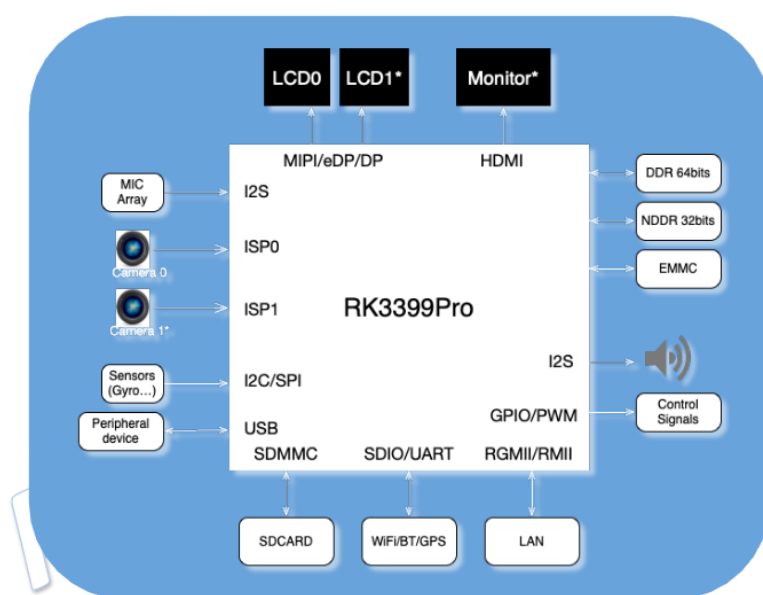 LCD0
LCD1*
Monitor*
MIPI/eDP/DP
HDMI
MIC
Array
I2S
DDR 64bits
NDDR 32bits
ISP0
Camera 0
EMMC
ISP1
Camera 1*
RK3399Pro
I2S
Sensors
(Gyro...)
I2C/SPI
GPIO/PWM
Control
Signals
Peripheral
device
USB
SDMMC
SDIO/UART
RGMII/RMII
SDCARD
WiFi/BT/GPS
LAN